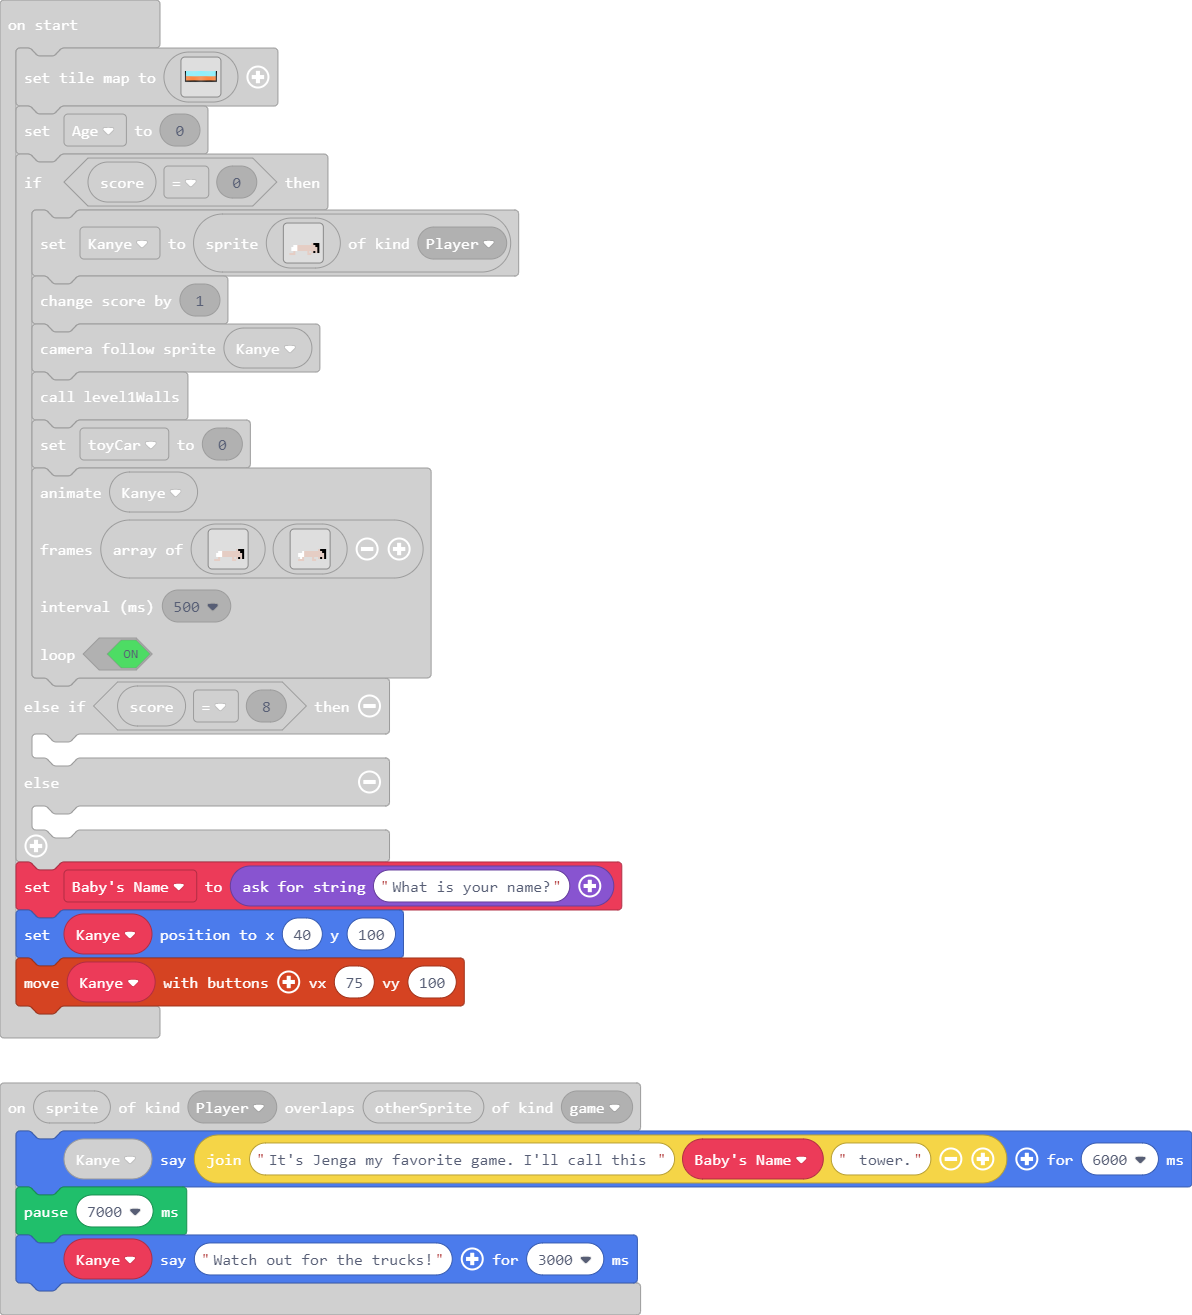 on start
set tile map to
set Age to 0
if score = 0 then
set Kanye to sprite of kind Player
change score by 1
camera follow sprite Kanye
call level1Walls
set toyCar to 0
animate Kanye
frames array of
interval (ms) 500
loop ON
else if score = 8 then
else
set Baby's Name to ask for string "What is your name?"
set Kanye position to x 40 y 100
move Kanye with buttons vx 75 vy 100
on sprite of kind Player overlaps otherSprite of kind game
Kanye say join "It's Jenga my favorite game. I'll call this " Baby's Name " tower." for 6000 ms
pause 7000 ms
Kanye say "Watch out for the trucks!" for 3000 ms